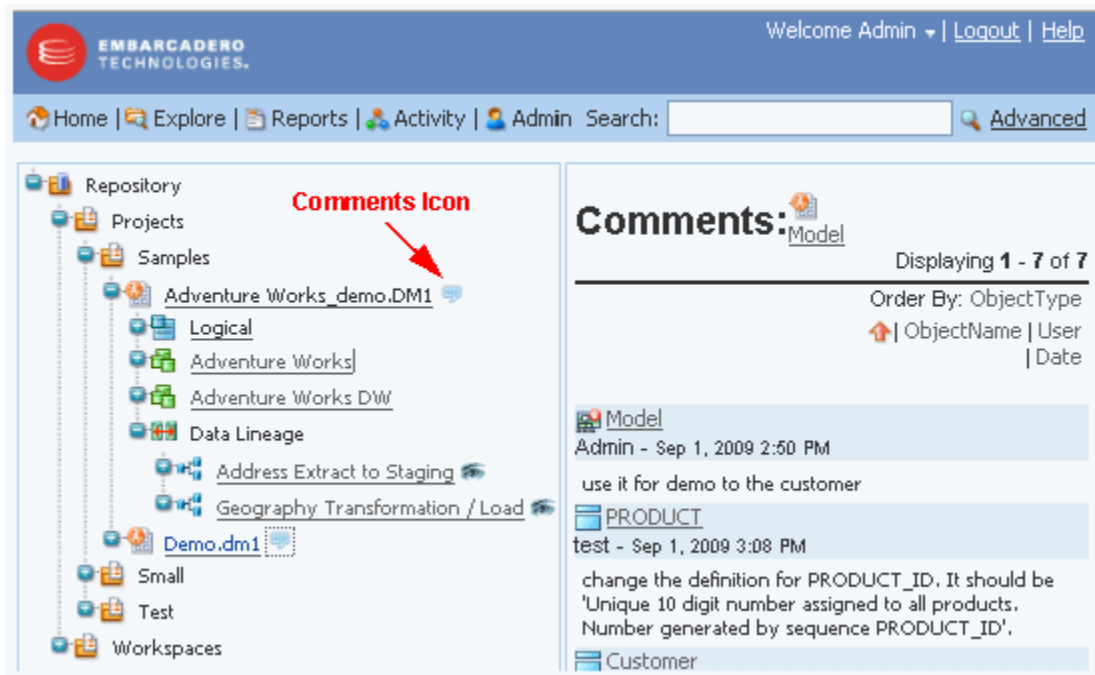 Welcome Admin | Logout | Help
EMBARCADERO
TECHNOLOGIES.
Home | Explore | Reports | Activity | Admin Search: Advanced
Repository
Projects
Samples
Adventure Works_demo.DM1
Logical
Adventure Works
Adventure Works DW
Data Lineage
Address Extract to Staging
Geography Transformation / Load
Demo.dm1
Small
Test
Workspaces
Comments Icon
Comments: Model
Displaying 1 - 7 of 7
Order By: ObjectType
| ObjectName | User
| Date
Model
Admin - Sep 1, 2009 2:50 PM
use it for demo to the customer
PRODUCT
test - Sep 1, 2009 3:08 PM
change the definition for PRODUCT_ID. It should be
'Unique 10 digit number assigned to all products.
Number generated by sequence PRODUCT_ID'.
Customer